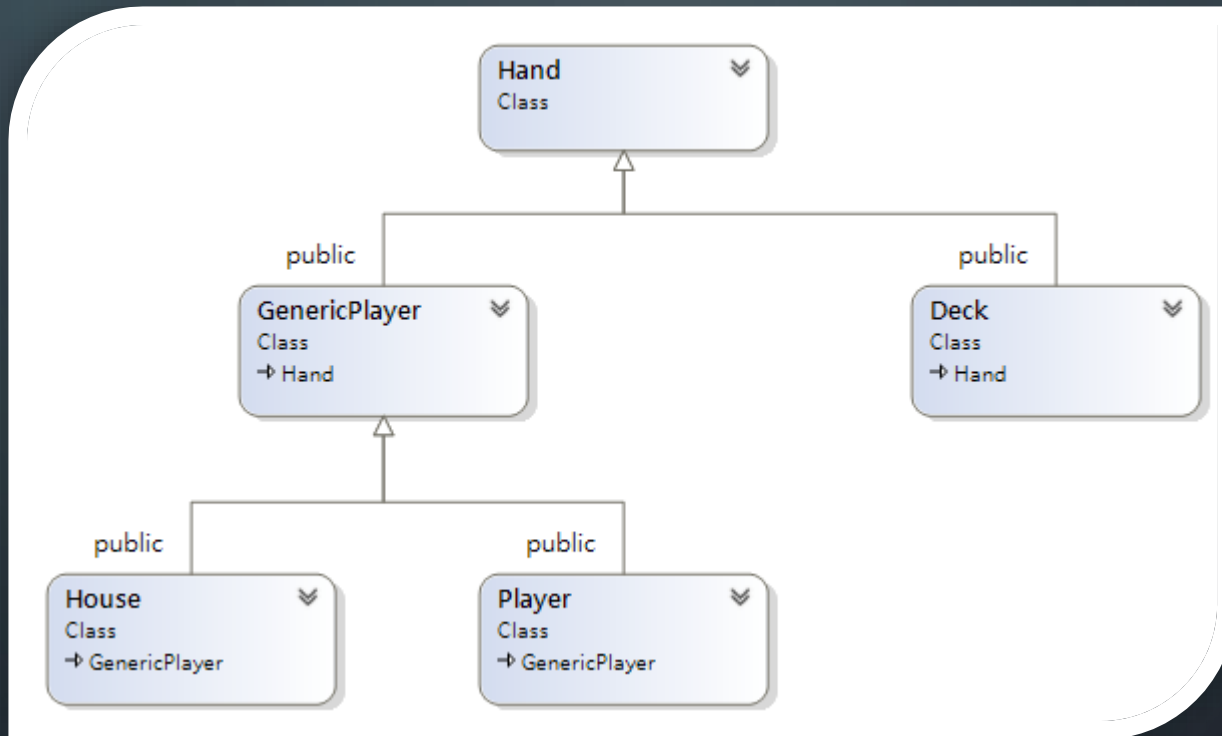 Hand
Class
public
public
GenericPlayer
Class
Hand
Deck
Class
Hand
public
public
House
Class
GenericPlayer
Player
Class
GenericPlayer